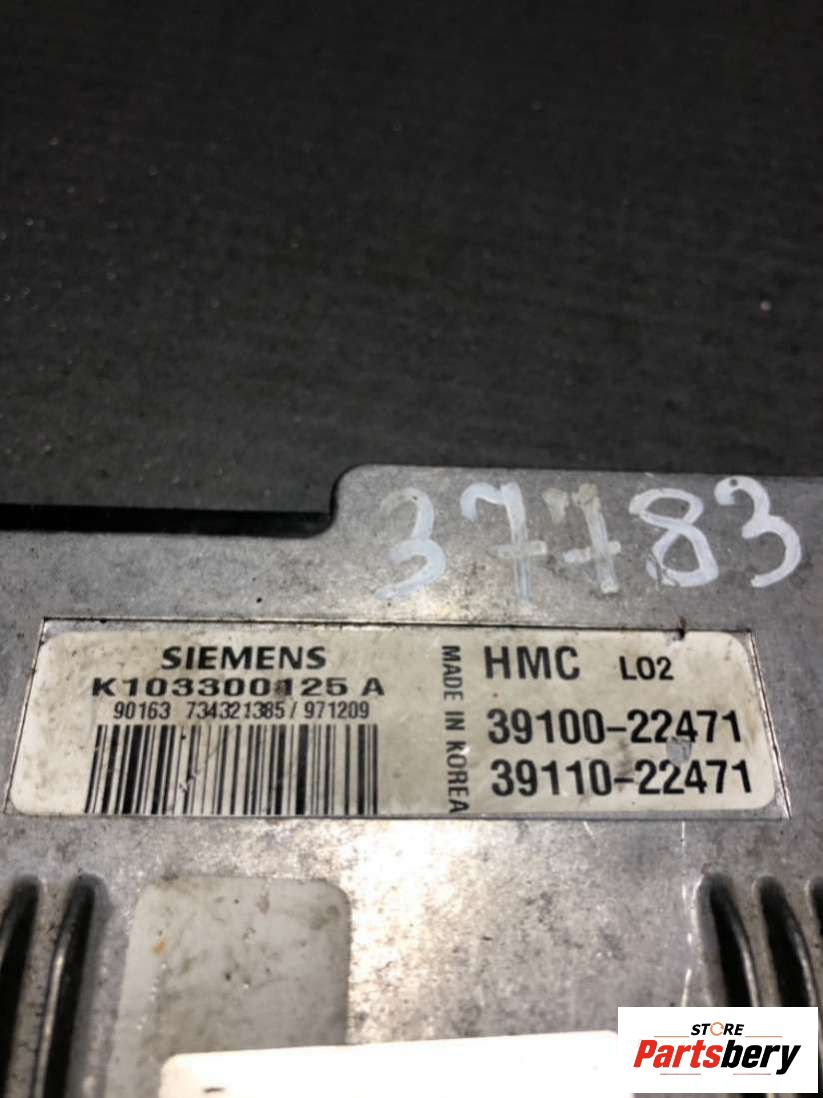 37783
SIEMENS
K103300125 A
90163 734321385/971209
MADE IN KOREA
HMC L02
39100-22471
39110-22471
STORE
Partsbery